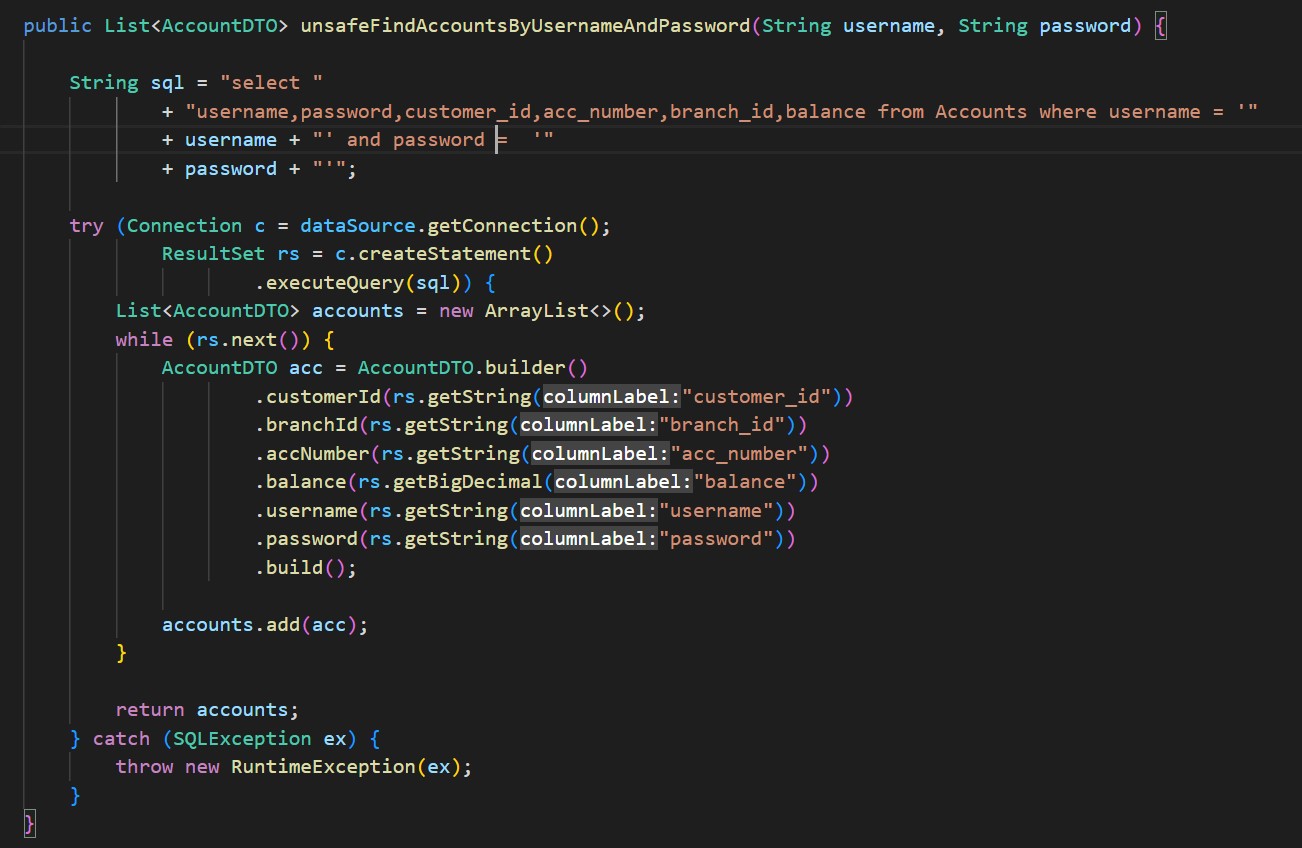 public List<AccountDTO> unsafeFindAccountsByUsernameAndPassword(String username, String password) {
String sql = "select "
+ "username,password,customer_id,acc_number,branch_id,balance from Accounts where username = '"
+ username + "' and password =  '"
+ password + "'";
try (Connection c = dataSource.getConnection();
ResultSet rs = c.createStatement()
.executeQuery(sql)) {
List<AccountDTO> accounts = new ArrayList<>();
while (rs.next()) {
AccountDTO acc = AccountDTO.builder()
.customerId(rs.getString(columnLabel:"customer_id"))
.branchId(rs.getString(columnLabel:"branch_id"))
.accNumber(rs.getString(columnLabel:"acc_number"))
.balance(rs.getBigDecimal(columnLabel:"balance"))
.username(rs.getString(columnLabel:"username"))
.password(rs.getString(columnLabel:"password"))
.build();
accounts.add(acc);
}
return accounts;
} catch (SQLException ex) {
throw new RuntimeException(ex);
}
}